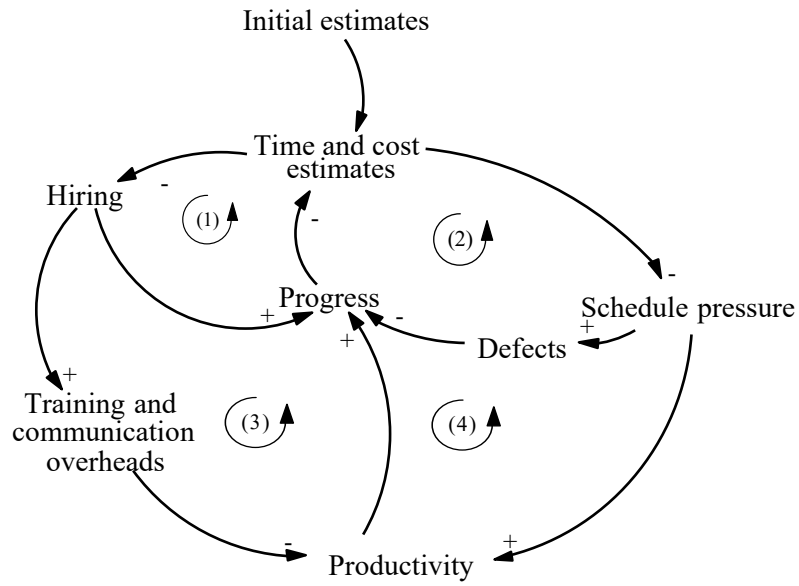 Initial estimates
Time and cost
estimates
-
Hiring
(1)
-
(2)
-
Progress
Schedule pressure
+
-
+
+
Defects
+
Training and
communication
overheads
(3)
(4)
-
+
Productivity